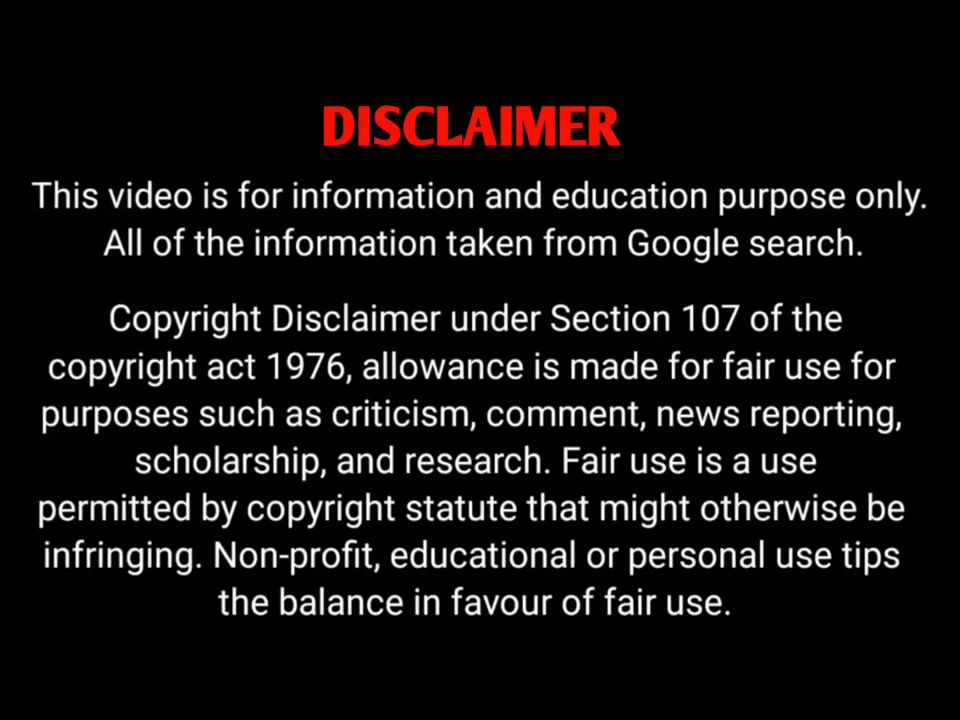 DISCLAIMER
This video is for information and education purpose only.
All of the information taken from Google search.
Copyright Disclaimer under Section 107 of the
copyright act 1976, allowance is made for fair use for
purposes such as criticism, comment, news reporting,
scholarship, and research. Fair use is a use
permitted by copyright statute that might otherwise be
infringing. Non-profit, educational or personal use tips
the balance in favour of fair use.